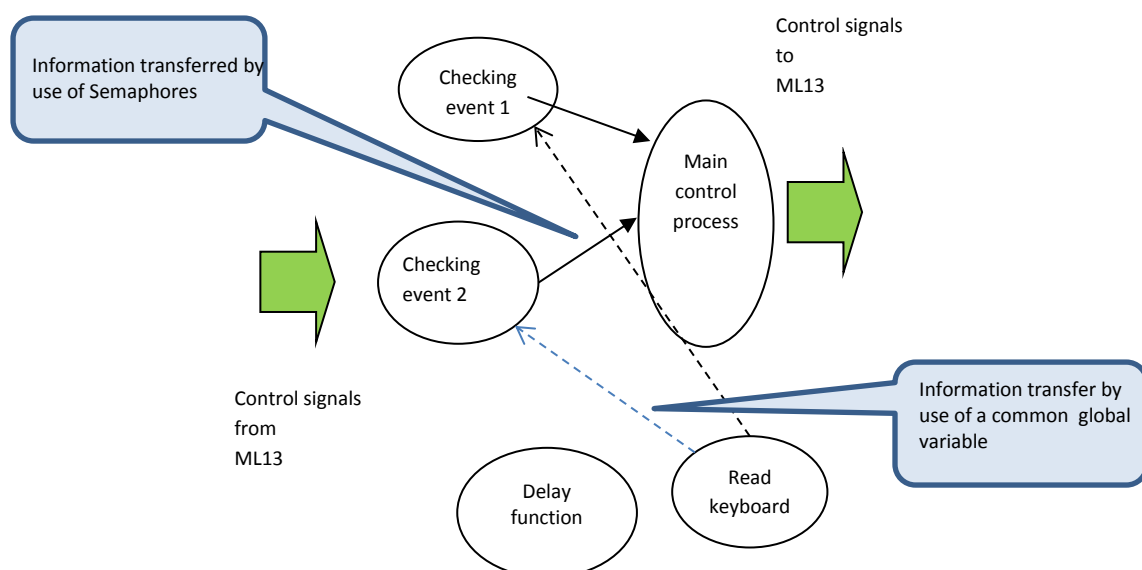 Control signals
to
ML13
Information transferred by
use of Semaphores
Checking
event 1
Main
control
process
Checking
event 2
Control signals
from
ML13
Information transfer by
use of a common global
variable
Delay
function
Read
keyboard